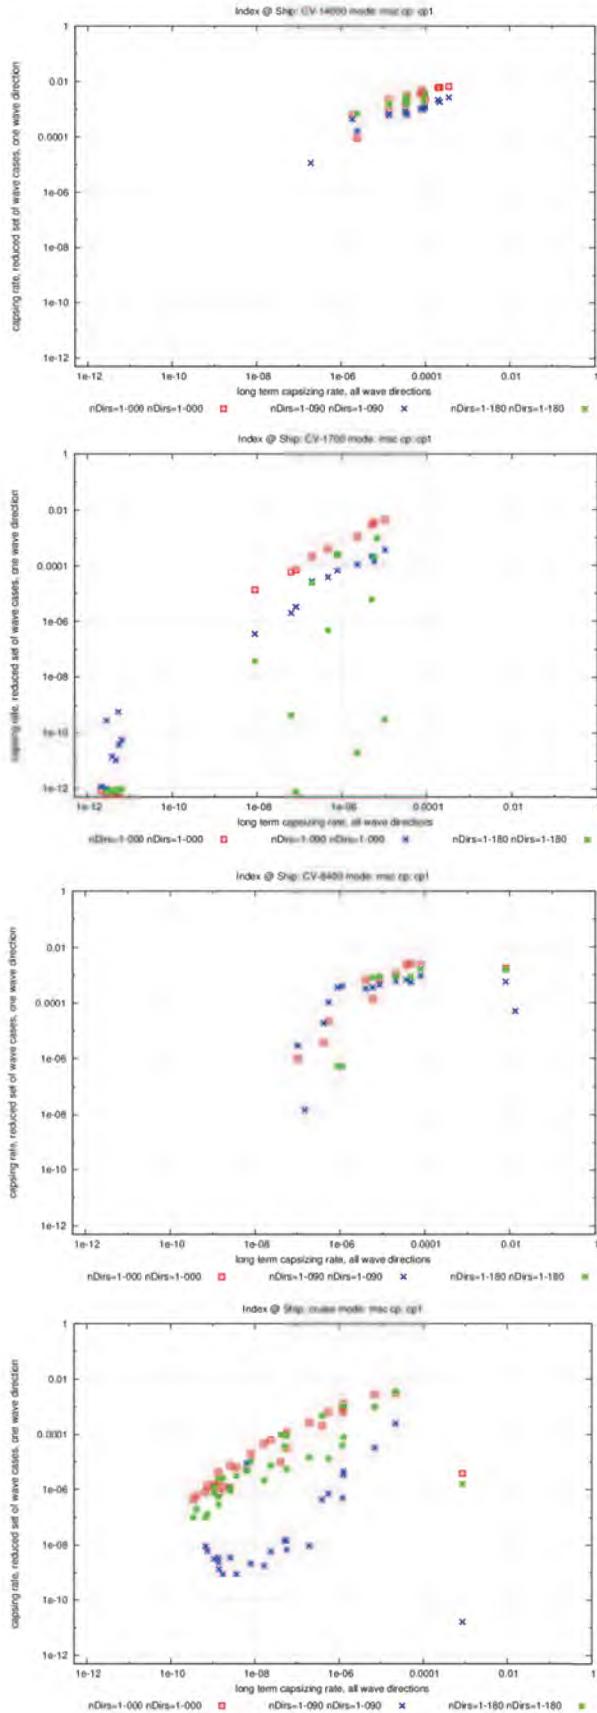 Index @ Ship: CV-14000 mode: msc cp: cp1
capsing rate, reduced set of wave cases, one wave direction
1
0.01
0.0001
1e-06
1e-08
1e-10
1e-12
1e-12 1e-10 1e-08 1e-06 0.0001 0.01 1
long term capsizing rate, all wave directions
nDirs=1-000 nDirs=1-000 nDirs=1-090 nDirs=1-090 nDirs=1-180 nDirs=1-180
Index @ Ship: CV-1700 mode: msc cp: cp1
capsing rate, reduced set of wave cases, one wave direction
1
0.01
0.0001
1e-06
1e-08
1e-10
1e-12
1e-12 1e-10 1e-08 1e-06 0.0001 0.01 1
long term capsizing rate, all wave directions
nDirs=1-000 nDirs=1-000 nDirs=1-090 nDirs=1-090 nDirs=1-180 nDirs=1-180
Index @ Ship: CV-8400 mode: msc cp: cp1
capsing rate, reduced set of wave cases, one wave direction
1
0.01
0.0001
1e-06
1e-08
1e-10
1e-12
1e-12 1e-10 1e-08 1e-06 0.0001 0.01 1
long term capsizing rate, all wave directions
nDirs=1-000 nDirs=1-000 nDirs=1-090 nDirs=1-090 nDirs=1-180 nDirs=1-180
Index @ Ship: cruise mode: msc cp: cp1
capsing rate, reduced set of wave cases, one wave direction
1
0.01
0.0001
1e-06
1e-08
1e-10
1e-12
1e-12 1e-10 1e-08 1e-06 0.0001 0.01 1
long term capsizing rate, all wave directions
nDirs=1-000 nDirs=1-000 nDirs=1-090 nDirs=1-090 nDirs=1-180 nDirs=1-180